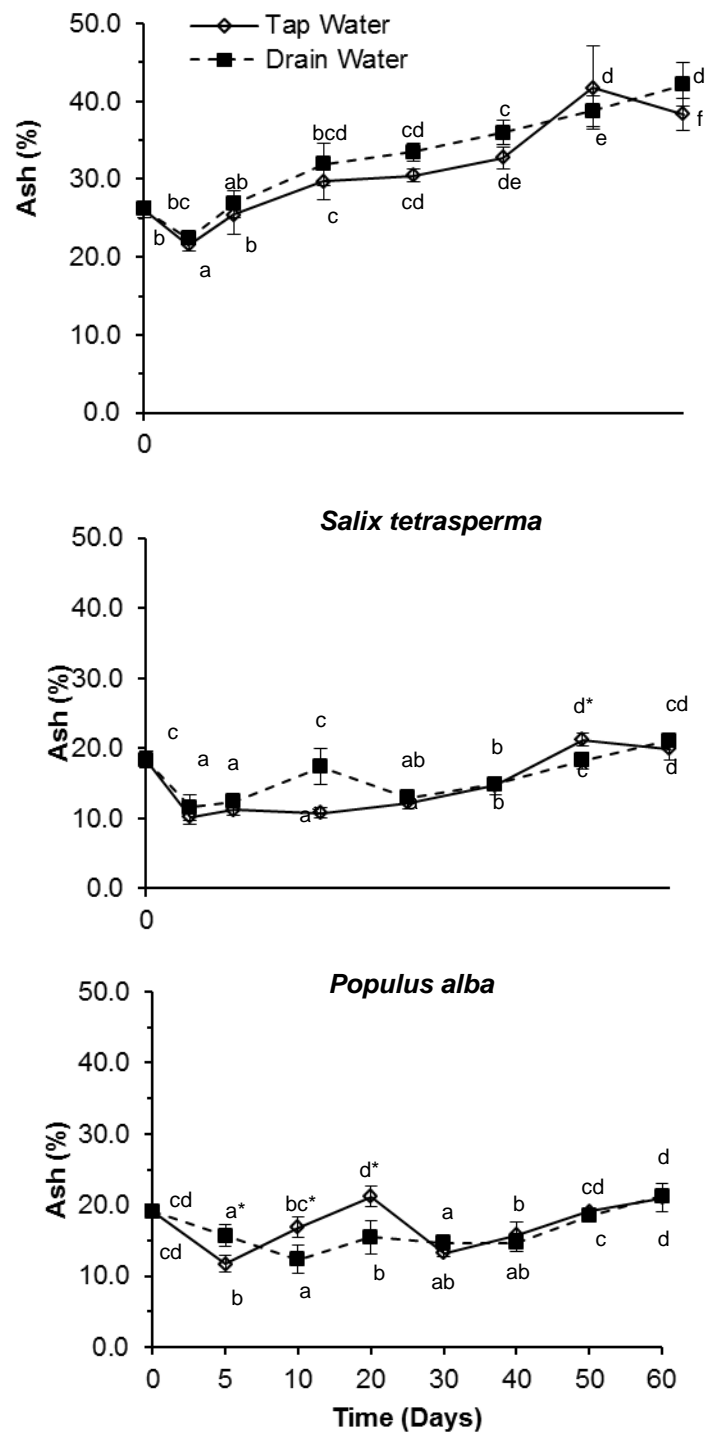 50.0
Tap Water
Drain Water
40.0
30.0
20.0
10.0
0.0
Ash (%)
b
bc
a
ab
b
bcd
c
cd
cd
c
de
d
e
d
f
0
Salix tetrasperma
50.0
40.0
30.0
20.0
10.0
0.0
Ash (%)
c
a
a
c
a
ab
b
b
d*
c
cd
d
0
Populus alba
50.0
40.0
30.0
20.0
10.0
0.0
Ash (%)
cd
cd
a*
b
bc*
a
d*
b
a
ab
b
ab
cd
c
d
d
0 5 10 20 30 40 50 60
Time (Days)